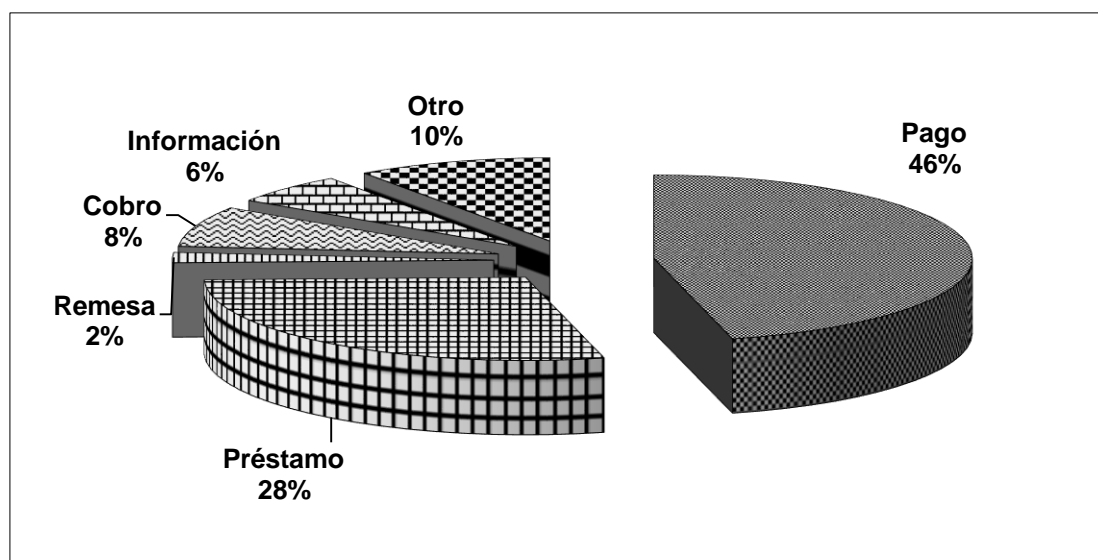 Otro
10%
Pago
46%
Información
6%
Cobro
8%
Remesa
2%
Préstamo
28%